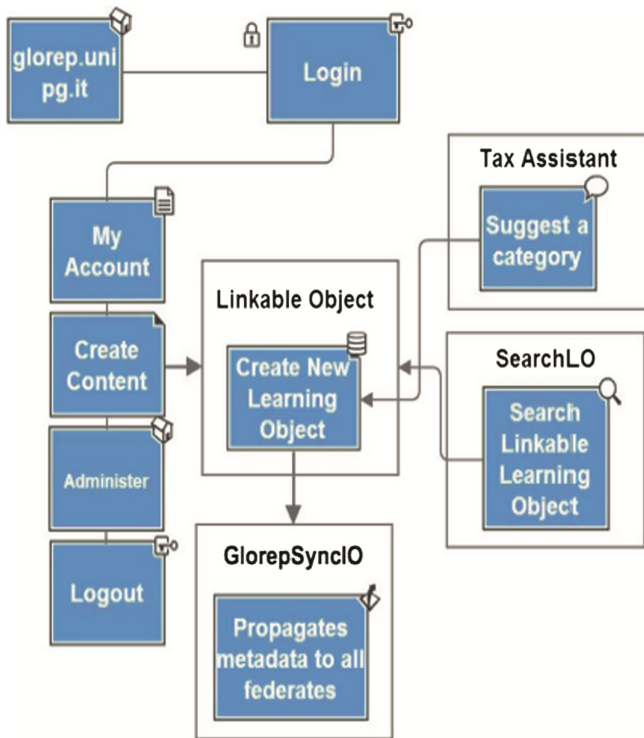 glorep.uni
pg.it
Login
My
Account
Create
Content
Administer
Logout
Linkable Object
Create New
Learning
Object
Tax Assistant
Suggest a
category
SearchLO
Search
Linkable
Learning
Object
GlorepSyncIO
Propagates
metadata to all
federates